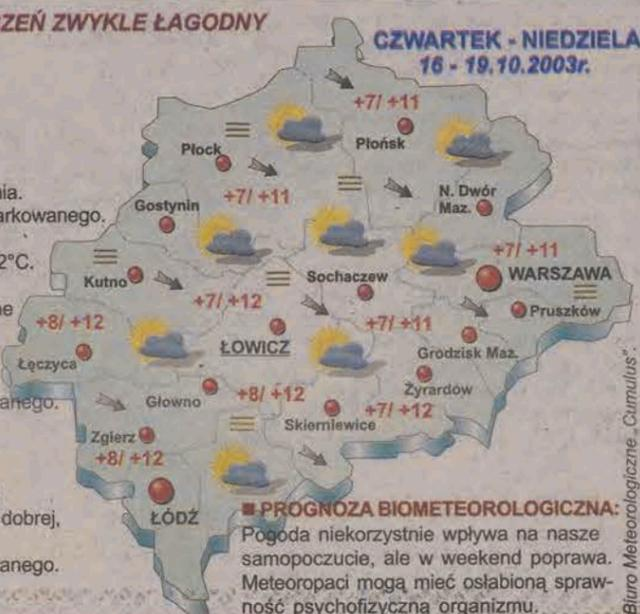 ZEŃ ZWYKLE ŁAGODNY
CZWARTEK - NIEDZIELA
16 - 19.10.2003r.
+7/ +11
Płońsk
Płock
nia.
arkowanego.
+7/ +11
N. Dwór
Maz.
Gostynin
2°C.
+7/ +11
WARSZAWA
Kutno
Sochaczew
ne
+7/ +12
Pruszków
+8/ +12
+7/ +11
ŁOWICZ
Grodzisk Maz.
Łęczyca
Żyrardów
anego.
Głowno
+8/ +12
+7/ +12
Skierniewice
Zgierz
+8/ +12
ŁÓDŹ
dobrej,
anego.
■ PROGNOZA BIOMETEOROLOGICZNA:
Pogoda niekorzystnie wpływa na nasze
samopoczucie, ale w weekend poprawa.
Meteoropaci mogą mieć osłabioną spraw-
ność psychofizyczną organizmu.
Biuro Meteorologiczne „Cumulus”.